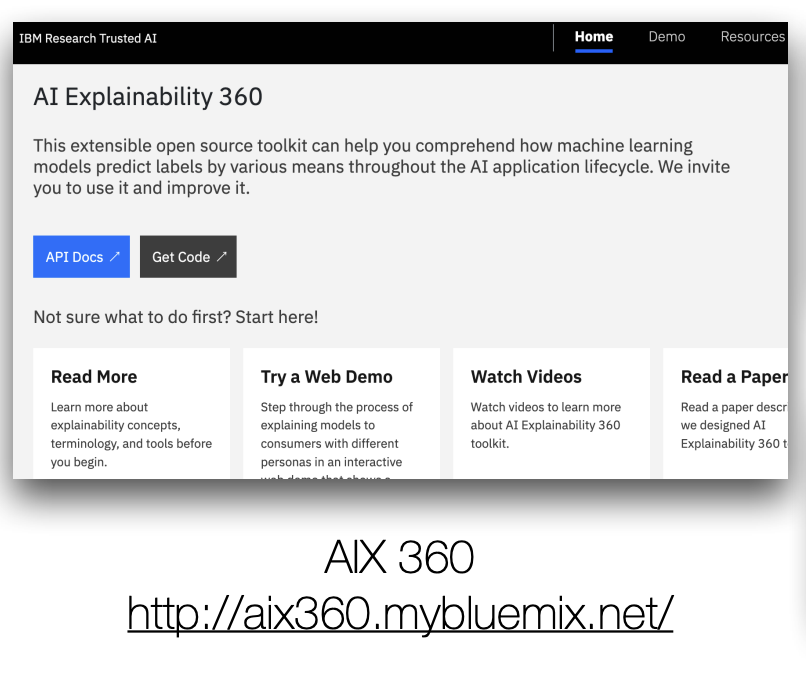 IBM Research Trusted AI
Home
Demo
Resources
AI Explainability 360
This extensible open source toolkit can help you comprehend how machine learning
models predict labels by various means throughout the AI application lifecycle. We invite
you to use it and improve it.
API Docs ↗
Get Code ↗
Not sure what to do first? Start here!
Read More
Learn more about
explainability concepts,
terminology, and tools before
you begin.
Try a Web Demo
Step through the process of
explaining models to
consumers with different
personas in an interactive
web demo that shows a
Watch Videos
Watch videos to learn more
about AI Explainability 360
toolkit.
Read a Paper
Read a paper descr
we designed AI
Explainability 360 t
AIX 360
http://aix360.mybluemix.net/